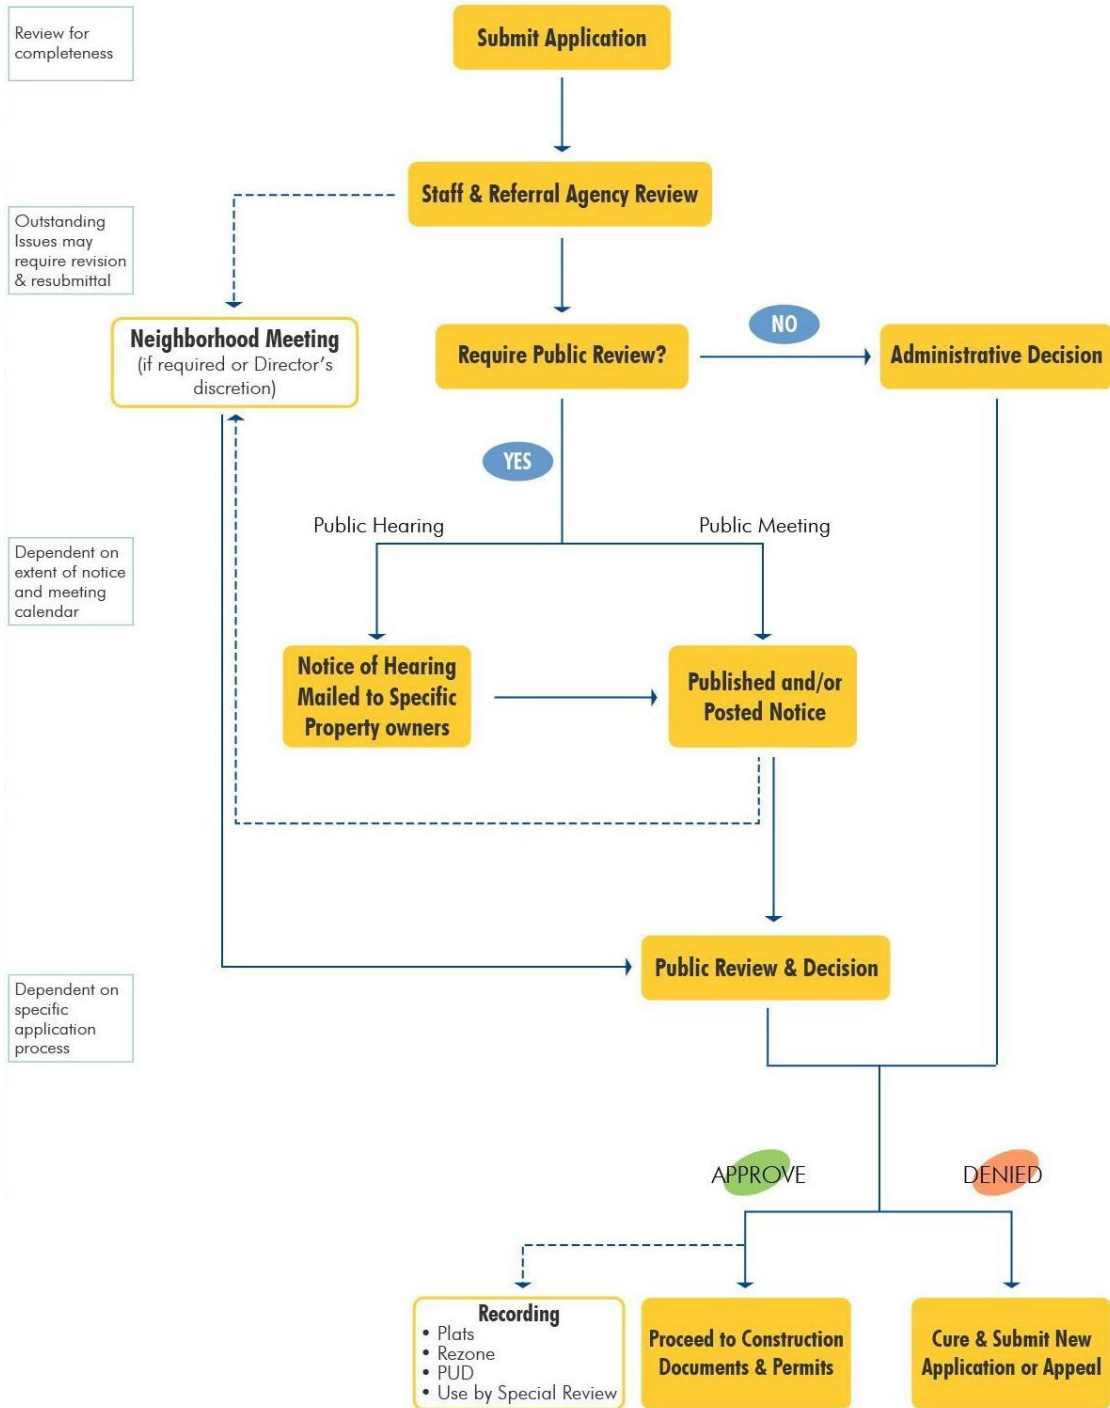 Review for
completeness
Submit Application
Staff & Referral Agency Review
Outstanding
Issues may
require revision
& resubmittal
Neighborhood Meeting
(if required or Director's
discretion)
Require Public Review?
NO
Administrative Decision
YES
Public Hearing
Public Meeting
Dependent on
extent of notice
and meeting
calendar
Notice of Hearing
Mailed to Specific
Property owners
Published and/or
Posted Notice
Public Review & Decision
Dependent on
specific
application
process
APPROVE
DENIED
Recording
• Plats
• Rezone
• PUD
• Use by Special Review
Proceed to Construction
Documents & Permits
Cure & Submit New
Application or Appeal